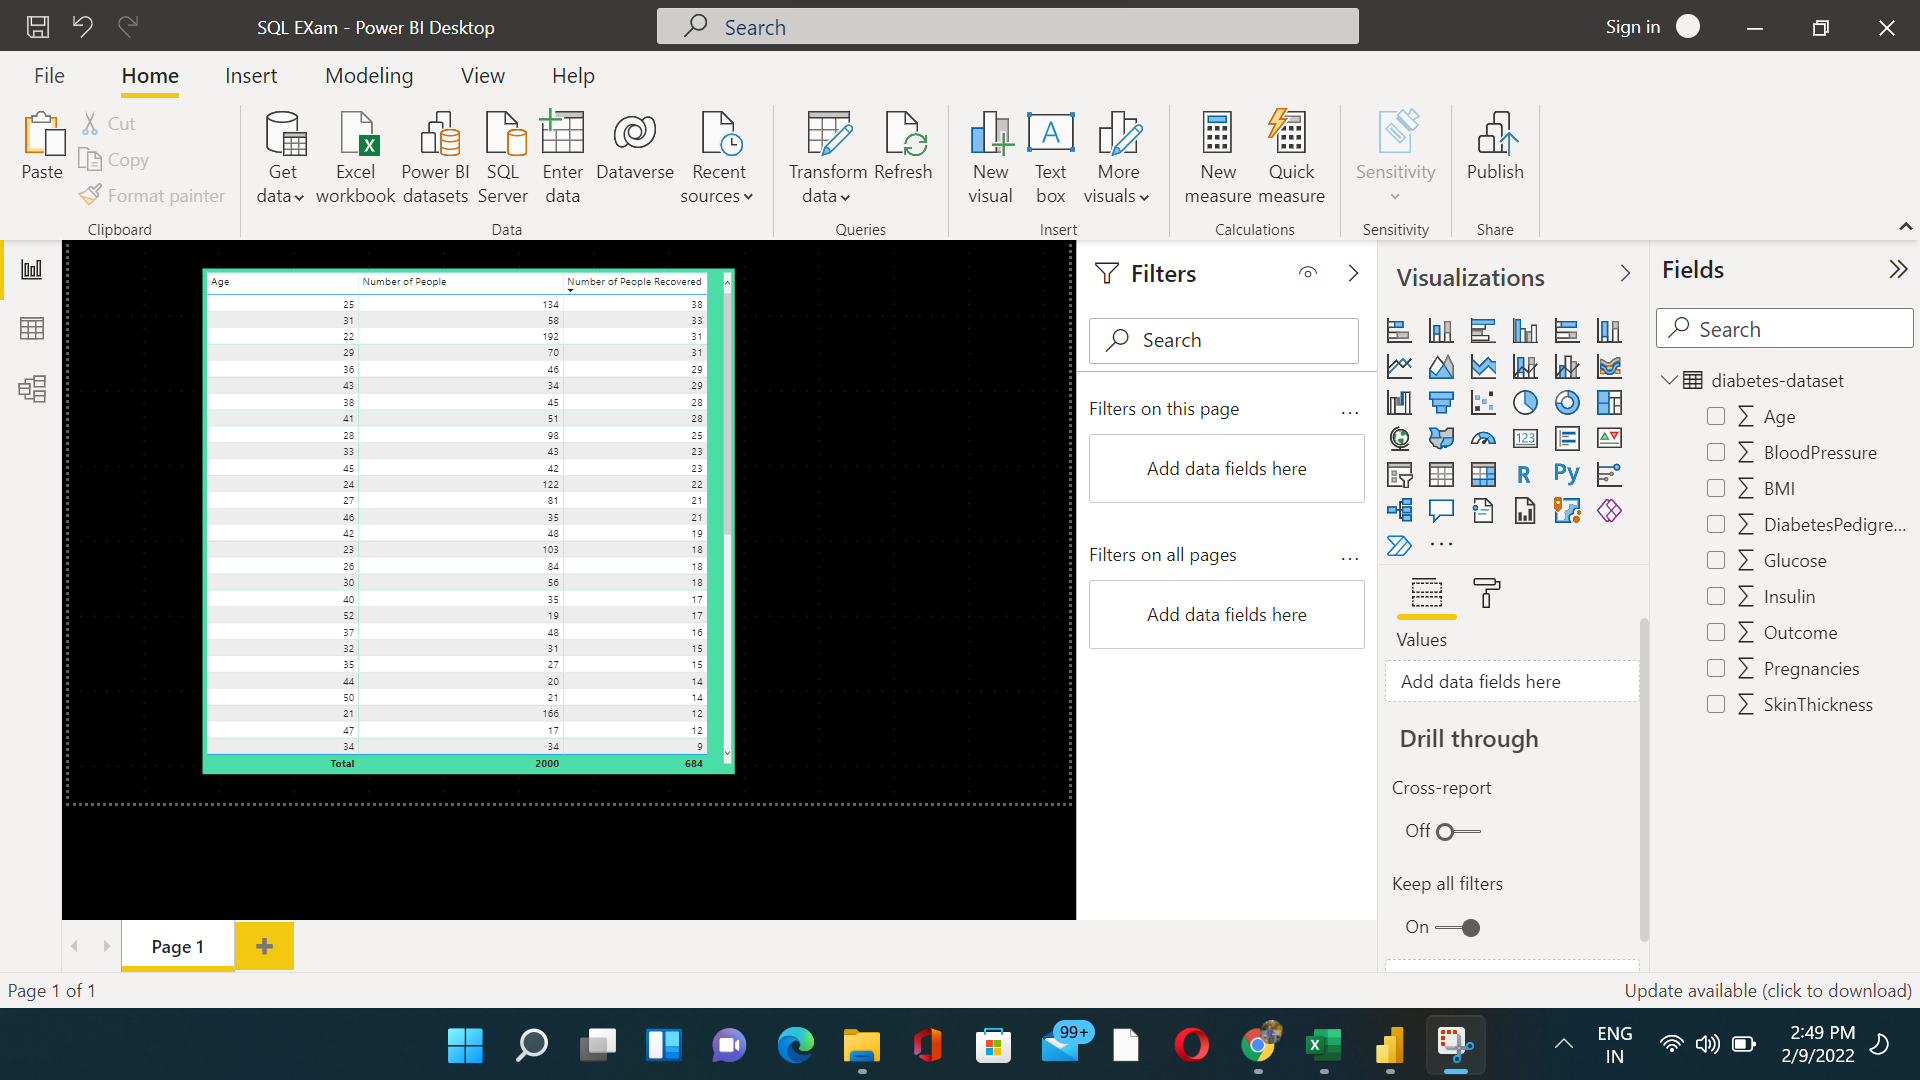 SQL EXam - Power BI Desktop
Search
Sign in
File Home Insert Modeling View Help
Paste
Cut
Copy
Format painter
Clipboard
Get data
Excel workbook
Power BI datasets
SQL Server
Enter data
Dataverse
Recent sources
Data
Transform data
Refresh
Queries
New visual
A
Text box
More visuals
Insert
New measure
Quick measure
Calculations
Sensitivity
Sensitivity
Publish
Share
Age Number of People Number of People Recovered
25 134 38
31 58 33
22 192 31
29 70 31
36 46 29
43 34 29
38 45 28
41 51 28
28 98 25
33 43 23
45 42 23
24 122 22
27 81 21
46 35 21
42 48 19
23 103 18
26 84 18
30 56 18
40 35 17
52 19 17
37 48 16
32 31 15
35 27 15
44 20 14
50 21 14
21 166 12
47 17 12
34 34 9
Total 2000 684
Filters
Search
Filters on this page ...
Add data fields here
Filters on all pages ...
Add data fields here
Visualizations
123
R Py
...
Values
Add data fields here
Drill through
Cross-report
Off
Keep all filters
On
Fields
Search
diabetes-dataset
Age
BloodPressure
BMI
DiabetesPedigre...
Glucose
Insulin
Outcome
Pregnancies
SkinThickness
Page 1
Page 1 of 1
Update available (click to download)
99+
ENG
IN
2:49 PM
2/9/2022